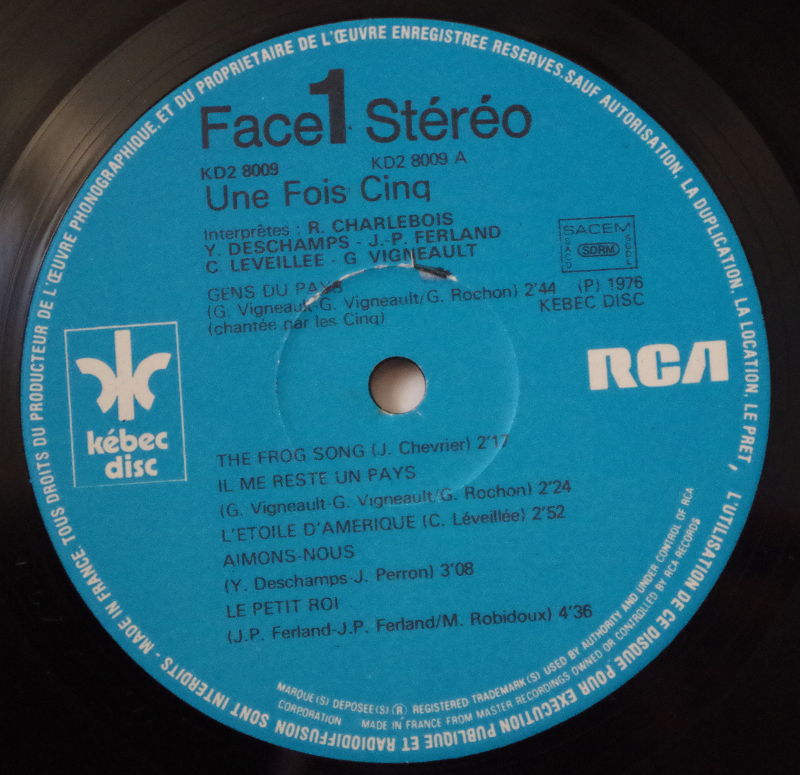 Face 1 Stéréo
KD2 8009
KD2 8009 A
Une Fois Cinq
Interprètes : R. CHARLEBOIS
Y. DESCHAMPS - J.-P. FERLAND
C. LEVEILLEE - G VIGNEAULT
SACEM
SACD
SDRM
SGDL
GENS DU PAYS
(G. Vigneault-G. Vigneault/G. Rochon) 2'44
(chantée par les Cinq)
(P) 1976
KEBEC DISC
kébec
disc
RCA
THE FROG SONG (J. Chevrier) 2'17
IL ME RESTE UN PAYS
(G. Vigneault-G. Vigneault/G. Rochon) 2'24
L'ETOILE D'AMERIQUE (C. Léveillée) 2'52
AIMONS-NOUS
(Y. Deschamps-J. Perron) 3'08
LE PETIT ROI
(J.P. Ferland-J.P. Ferland/M. Robidoux) 4'36
MARQUE(S) DEPOSEE(S) (R) REGISTERED TRADEMARK(S) USED BY AUTHORITY AND UNDER CONTROL OF RCA
CORPORATION MADE IN FRANCE FROM MASTER RECORDINGS OWNED OR CONTROLLED BY RCA RECORDS
MADE IN FRANCE. TOUS DROITS DU PRODUCTEUR DE L'ŒUVRE PHONOGRAPHIQUE, ET DU PROPRIETAIRE DE L'ŒUVRE ENREGISTREE RESERVES. SAUF AUTORISATION, LA DUPLICATION, LA LOCATION, LE PRET, L'UTILISATION DE CE DISQUE POUR EXECUTION PUBLIQUE ET RADIODIFFUSION SONT INTERDITS -